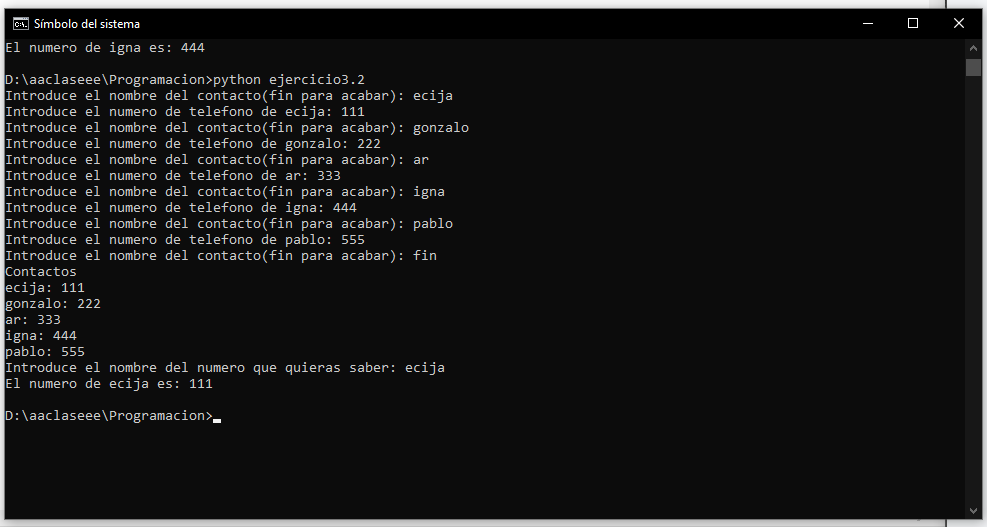 Símbolo del sistema
El numero de igna es: 444
D:\aaclaseee\Programacion>python ejercicio3.2
Introduce el nombre del contacto(fin para acabar): ecija
Introduce el numero de telefono de ecija: 111
Introduce el nombre del contacto(fin para acabar): gonzalo
Introduce el numero de telefono de gonzalo: 222
Introduce el nombre del contacto(fin para acabar): ar
Introduce el numero de telefono de ar: 333
Introduce el nombre del contacto(fin para acabar): igna
Introduce el numero de telefono de igna: 444
Introduce el nombre del contacto(fin para acabar): pablo
Introduce el numero de telefono de pablo: 555
Introduce el nombre del contacto(fin para acabar): fin
Contactos
ecija: 111
gonzalo: 222
ar: 333
igna: 444
pablo: 555
Introduce el nombre del numero que quieras saber: ecija
El numero de ecija es: 111
D:\aaclaseee\Programacion>